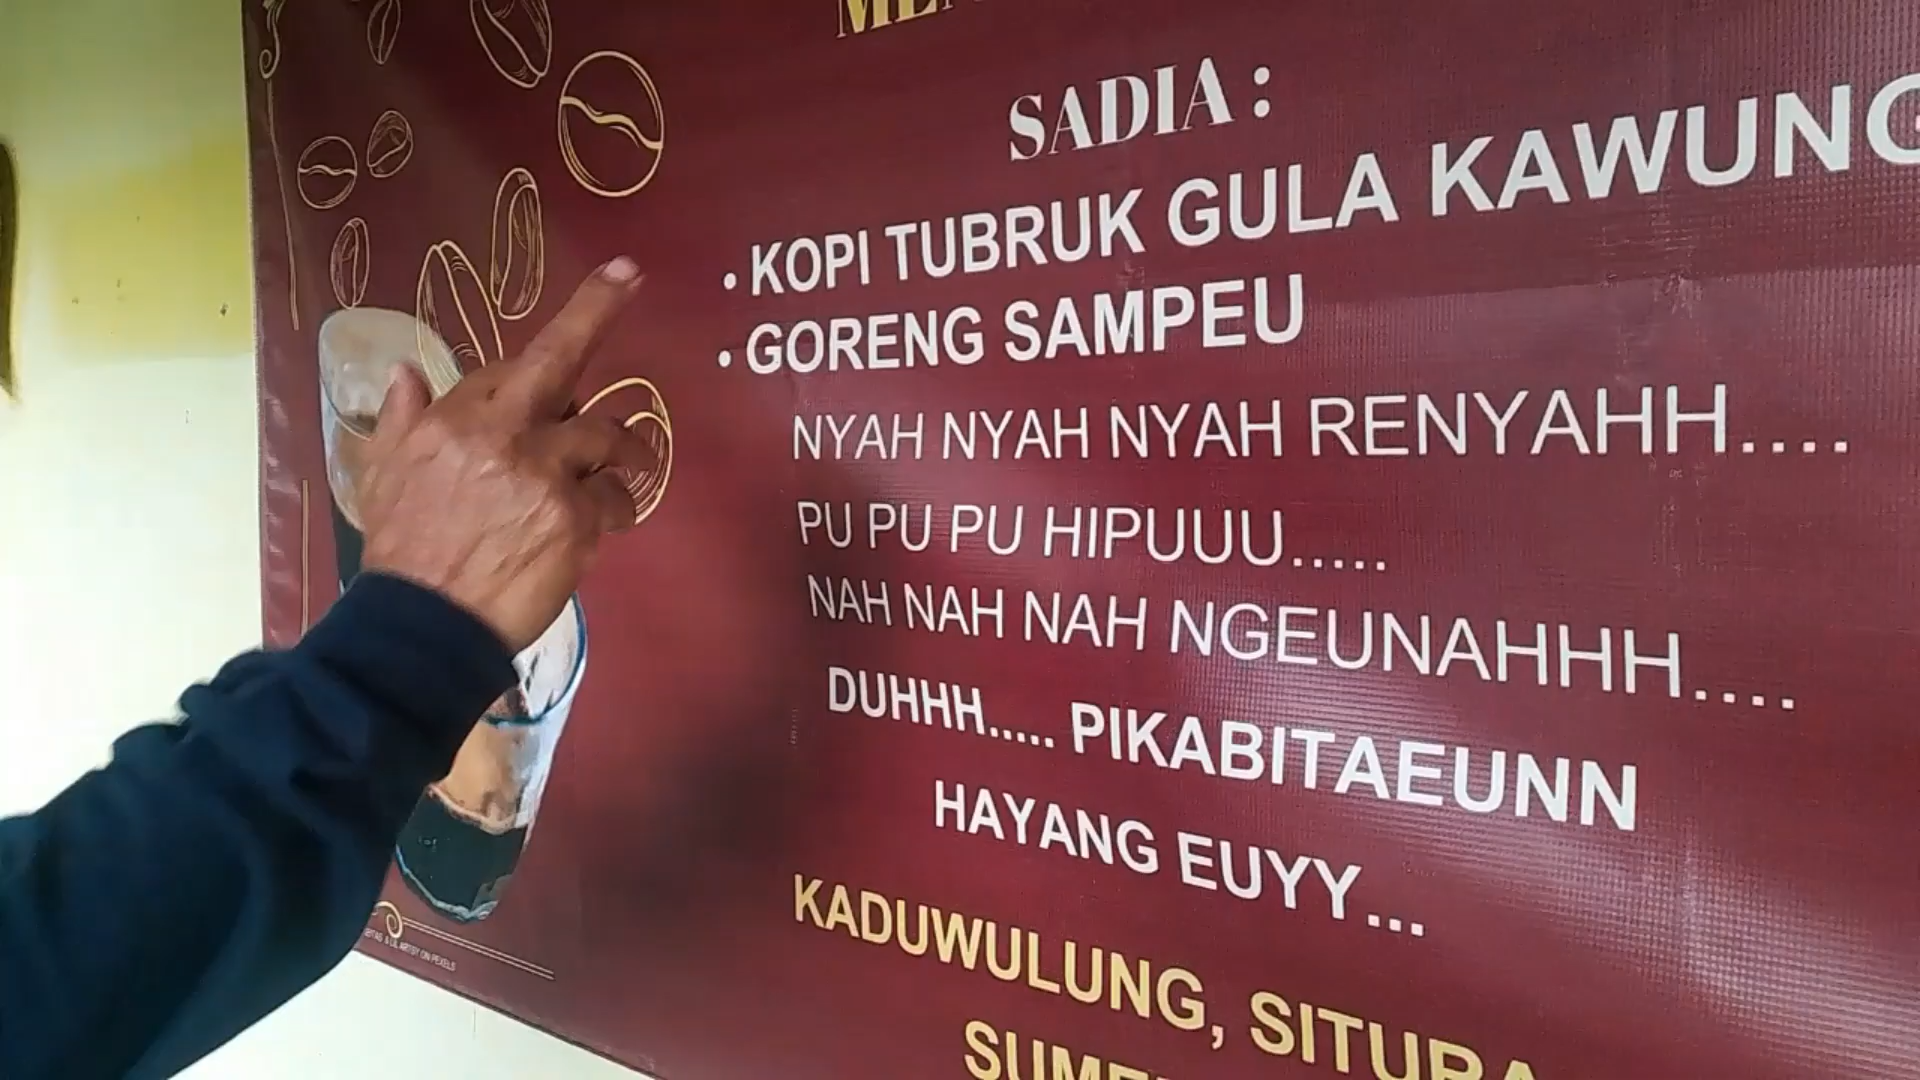 SADIA :
• KOPI TUBRUK GULA KAWUNG
• GORENG SAMPEU
NYAH NYAH NYAH RENYAHH....
PU PU PU HIPUUU.....
NAH NAH NAH NGEUNAHHH....
DUHHH..... PIKABITAEUNN
HAYANG EUYY...
KADUWULUNG, SITURA